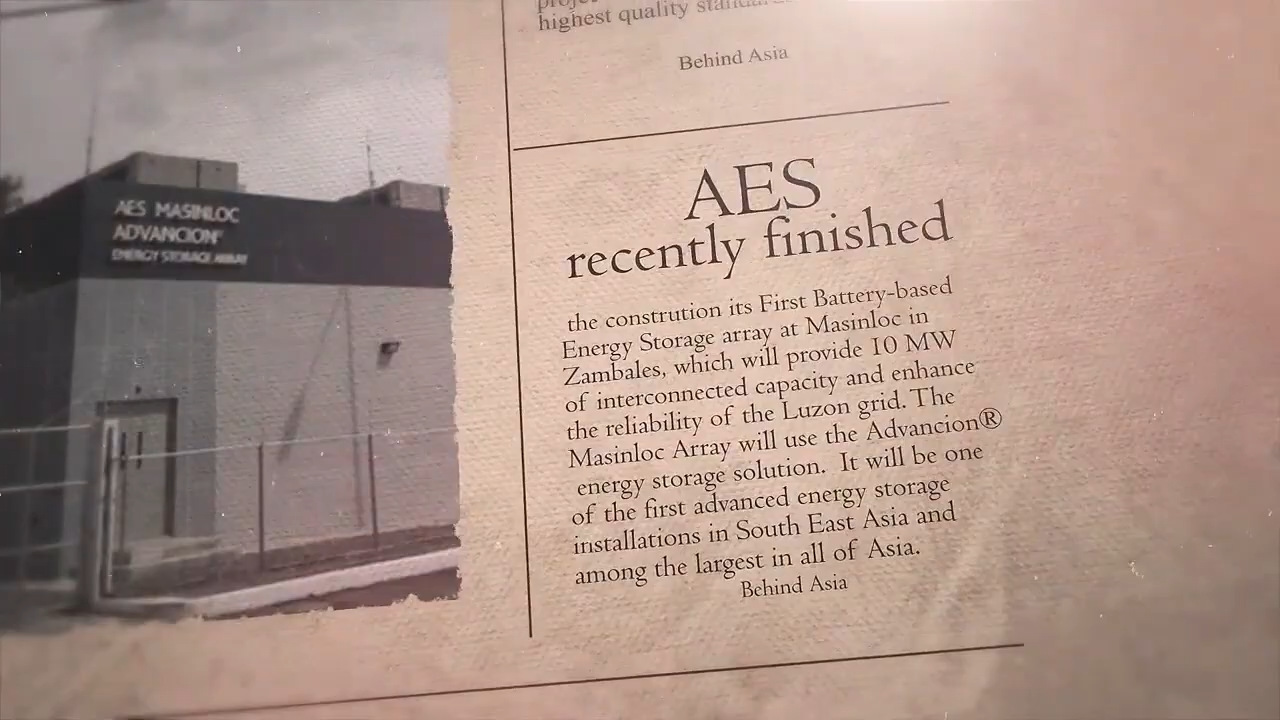 highest quality standards.
Behind Asia
AES MASINLOC
ADVANCION
ENERGY STORAGE ARRAY
AES
recently finished
the constrution its First Battery-based
Energy Storage array at Masinloc in
Zambales, which will provide 10 MW
of interconnected capacity and enhance
the reliability of the Luzon grid. The
Masinloc Array will use the Advancion®
energy storage solution. It will be one
of the first advanced energy storage
installations in South East Asia and
among the largest in all of Asia.
Behind Asia